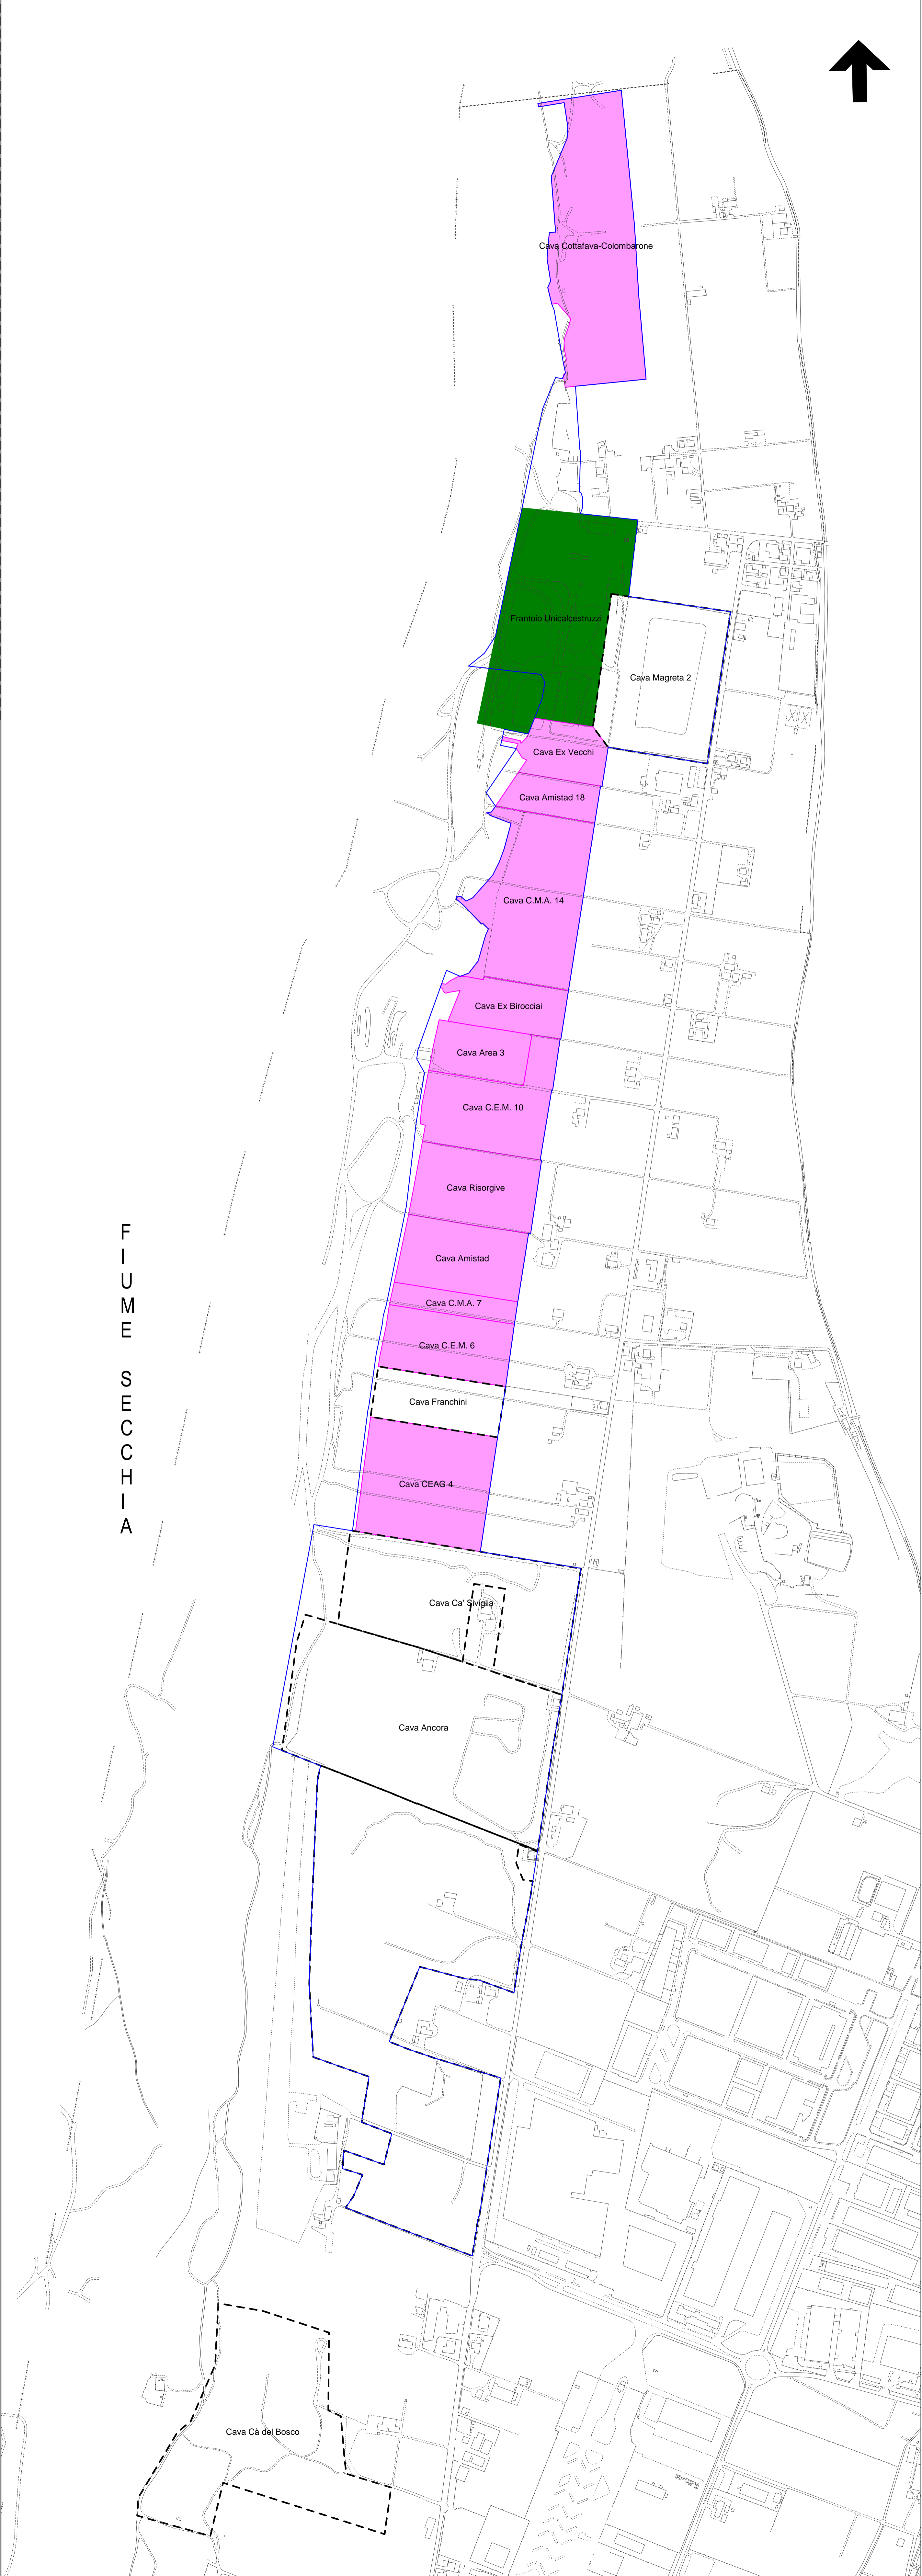 Cava Cottafava-Colombarone
Frantoio Unicalcestruzzi
Cava Magreta 2
Cava Ex Vecchi
Cava Amistad 18
Cava C.M.A. 14
Cava Ex Birocciai
Cava Area 3
Cava C.E.M. 10
Cava Risorgive
FIUME SECCHIA
Cava Amistad
Cava C.M.A. 7
Cava C.E.M. 6
Cava Franchini
Cava CEAG 4
Cava Ca' Siviglia
Cava Ancora
Cava Cà del Bosco